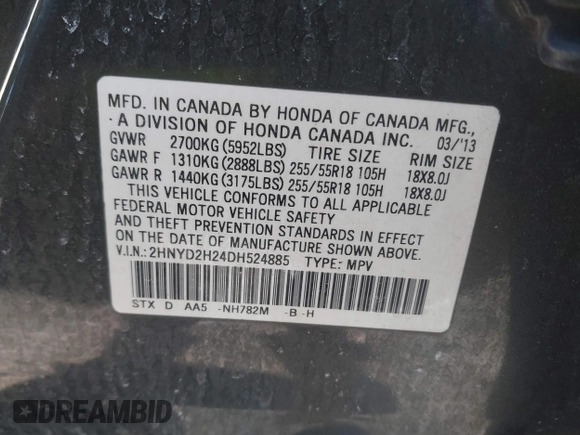 MFD. IN CANADA BY HONDA OF CANADA MFG.,
· A DIVISION OF HONDA CANADA INC. 03/'13
GVWR 2700KG (5952LBS) TIRE SIZE RIM SIZE
GAWR F 1310KG (2888LBS) 255/55R18 105H 18X8.0J
GAWR R 1440KG (3175LBS) 255/55R18 105H 18X8.0J
THIS VEHICLE CONFORMS TO ALL APPLICABLE
FEDERAL MOTOR VEHICLE SAFETY
AND THEFT PREVENTION STANDARDS IN EFFECT
ON THE DATE OF MANUFACTURE SHOWN ABOVE.
V.I.N.: 2HNYD2H24DH524885 TYPE: MPV
STX D AA5 -NH782M -B -H
DREAMBID